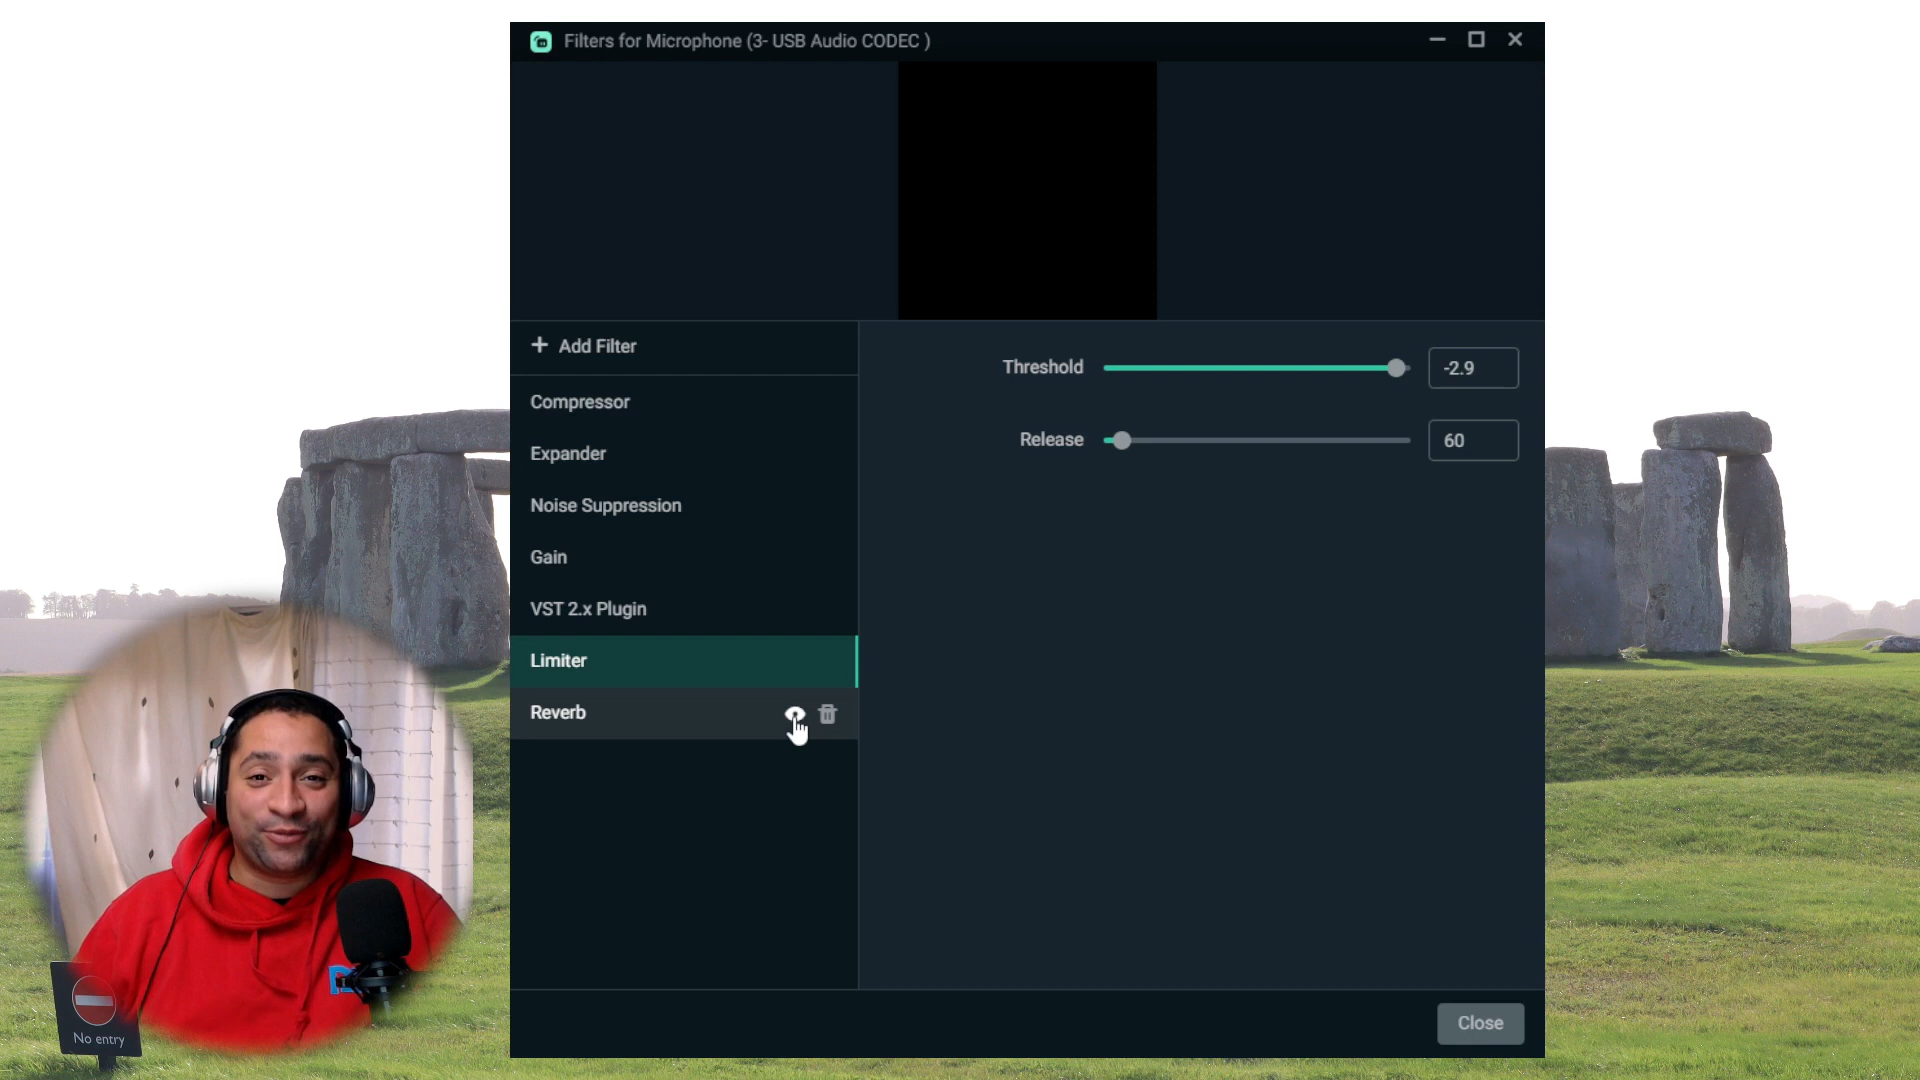 Filters for Microphone (3- USB Audio CODEC )
Add Filter
Compressor
Expander
Noise Suppression
Gain
VST 2.x Plugin
Limiter
Reverb
Threshold
-2.9
Release
60
Close
No entry